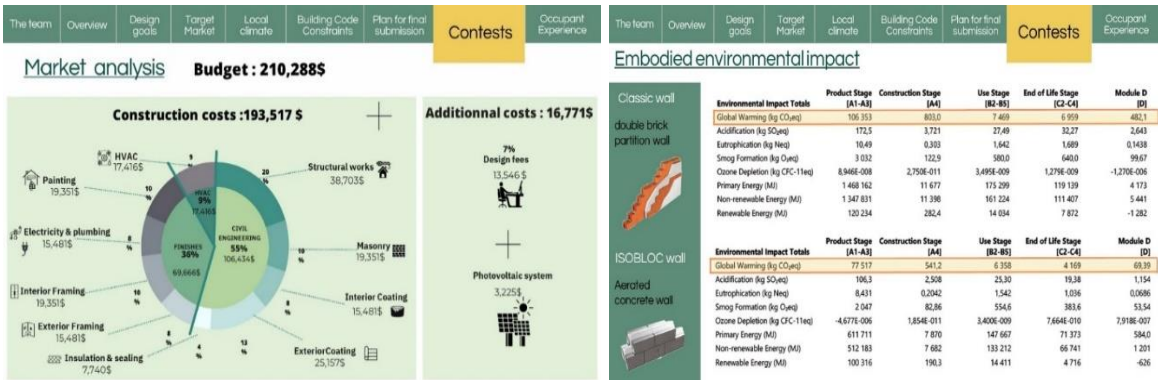 The team
Overview
Design goals
Target Market
Local climate
Building Code Constraints
Plan for final submission
Contests
Occupant Experience
Market analysis
Budget : 210,288$
Construction costs :193,517 $
HVAC
17,416$
9 %
Painting
19,351$
10 %
Electricity & plumbing
15,481$
8 %
Interior Framing
19,351$
10 %
Exterior Framing
15,481$
8 %
Insulation & sealing
7,740$
4 %
Structural works
38,703$
20 %
Masonry
19,351$
10 %
Interior Coating
15,481$
8 %
ExteriorCoating
25,157$
13 %
HVAC
9%
17,416$
FINISHES
36%
69,666$
CIVIL
ENGINEERING
55%
106,434$
Additionnal costs : 16,771$
7%
Design fees
13,546 $
Photovoltaic system
3,225$
The team
Overview
Design goals
Target Market
Local climate
Building Code Constraints
Plan for final submission
Contests
Occupant Experience
Embodied environmental impact
Classic wall
double brick
partition wall
Environmental Impact Totals Product Stage [A1-A3] Construction Stage [A4] Use Stage [B2-B5] End of Life Stage [C2-C4] Module D [D]
Global Warming (kg CO₂eq) 106 353 803,0 7 469 6 959 482,1
Acidification (kg SO₂eq) 172,5 3,721 27,49 32,27 2,643
Eutrophication (kg Neq) 10,49 0,303 1,642 1,689 0,1438
Smog Formation (kg O₃eq) 3 032 122,9 580,0 640,0 99,67
Ozone Depletion (kg CFC-11eq) 8,946E-008 2,750E-011 3,495E-009 1,279E-009 -1,270E-006
Primary Energy (MJ) 1 468 162 11 677 175 299 119 139 4 173
Non-renewable Energy (MJ) 1 347 831 11 398 161 224 111 407 5 441
Renewable Energy (MJ) 120 234 282,4 14 034 7 872 -1 282
ISOBLOC wall
Aerated
concrete wall
Environmental Impact Totals Product Stage [A1-A3] Construction Stage [A4] Use Stage [B2-B5] End of Life Stage [C2-C4] Module D [D]
Global Warming (kg CO₂eq) 77 517 541,2 6 358 4 169 69,39
Acidification (kg SO₂eq) 106,3 2,508 25,30 19,38 1,154
Eutrophication (kg Neq) 8,431 0,2042 1,542 1,036 0,0686
Smog Formation (kg O₃eq) 2 047 82,86 554,6 383,6 53,54
Ozone Depletion (kg CFC-11eq) -4,677E-006 1,854E-011 3,400E-009 7,664E-010 7,918E-007
Primary Energy (MJ) 611 711 7 870 147 667 71 373 584,0
Non-renewable Energy (MJ) 512 183 7 682 133 212 66 741 1 201
Renewable Energy (MJ) 100 316 190,3 14 411 4 716 -626